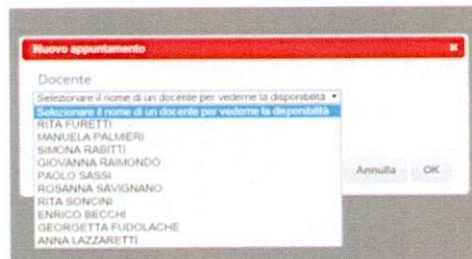 Nuovo appuntamento
Docente
Selezionare il nome di un docente per vederne la disponibilità
Selezionare il nome di un docente per vederne la disponibilità
RITA FURETTI
MANUELA PALMIERI
SIMONA RABITTI
GIOVANNA RAIMONDO
PAOLO SASSI
ROSANNA SAVIGNANO
RITA SONCINI
ENRICO BECCHI
GEORGETTA FUDOLACHE
ANNA LAZZARETTI
Annulla OK